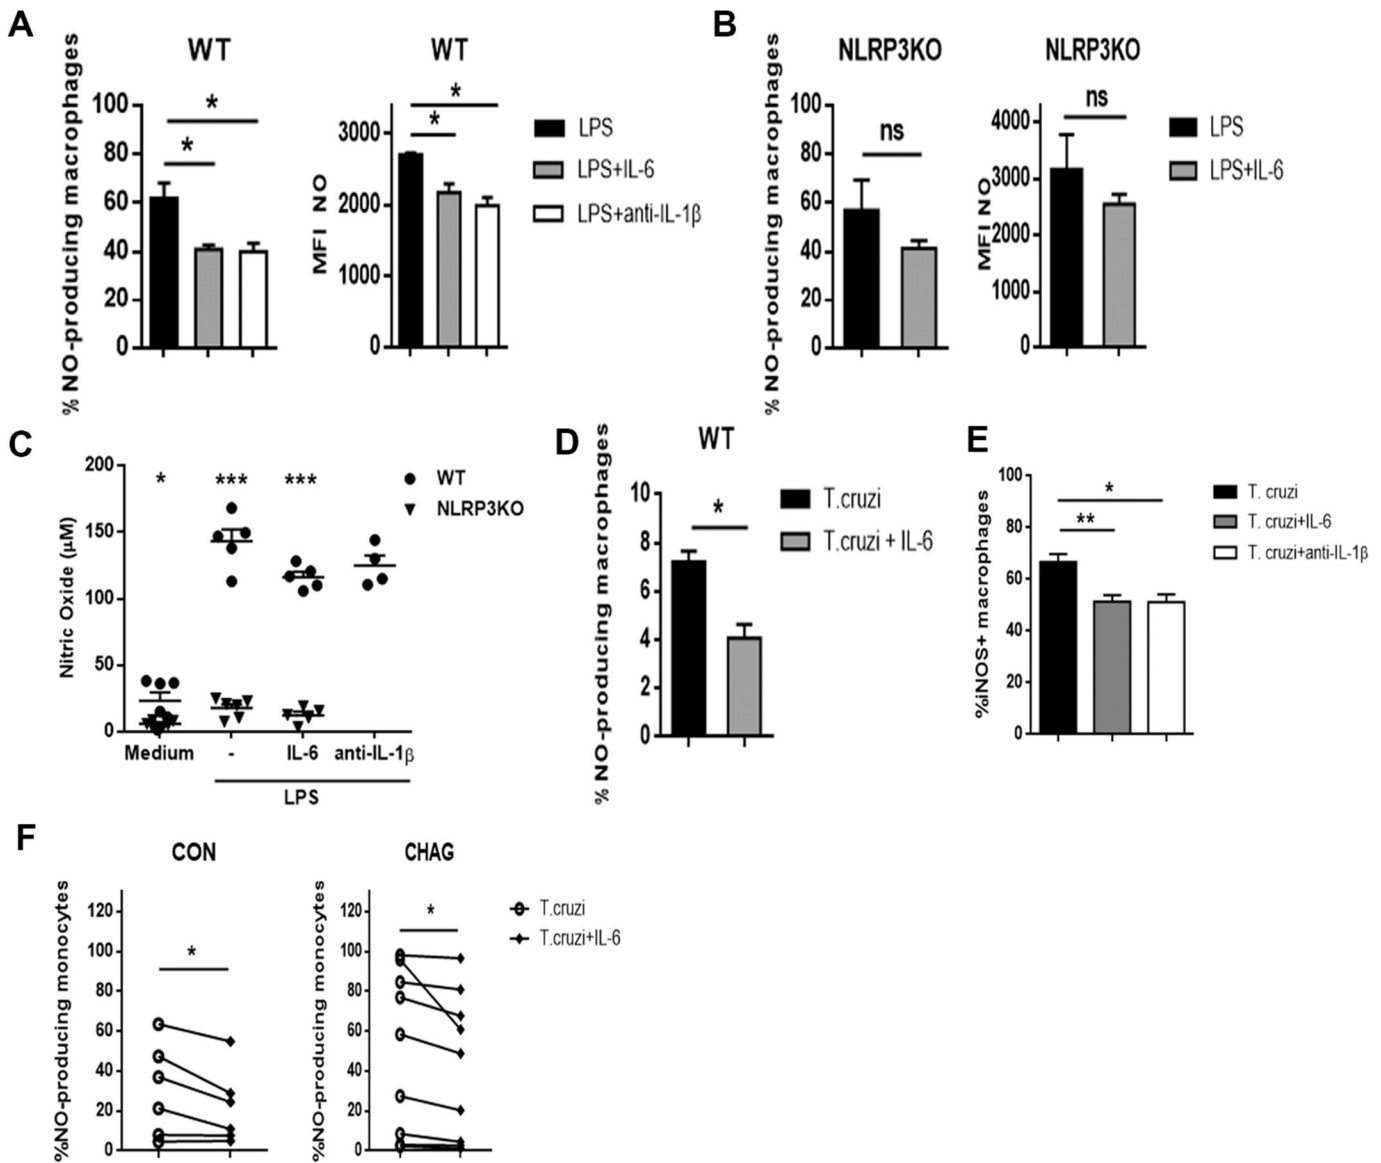 A
WT
WT
% NO-producing macrophages
100
80
60
40
20
0
*
*
MFI NO
3000
2000
1000
0
*
*
LPS
LPS+IL-6
LPS+anti-IL-1β
B
NLRP3KO
NLRP3KO
% NO-producing macrophages
100
80
60
40
20
0
ns
MFI NO
4000
3000
2000
1000
0
ns
LPS
LPS+IL-6
C
Nitric Oxide (μM)
200
150
100
50
0
*
***
***
WT
NLRP3KO
Medium
-
IL-6
anti-IL-1β
LPS
D
WT
% NO-producing macrophages
10
8
6
4
2
0
*
T.cruzi
T.cruzi + IL-6
E
%iNOS+ macrophages
100
80
60
40
20
0
*
**
T. cruzi
T. cruzi+IL-6
T. cruzi+anti-IL-1β
F
CON
%NO-producing monocytes
120
100
80
60
40
20
0
*
CHAG
%NO-producing monocytes
120
100
80
60
40
20
0
*
T.cruzi
T.cruzi+IL-6